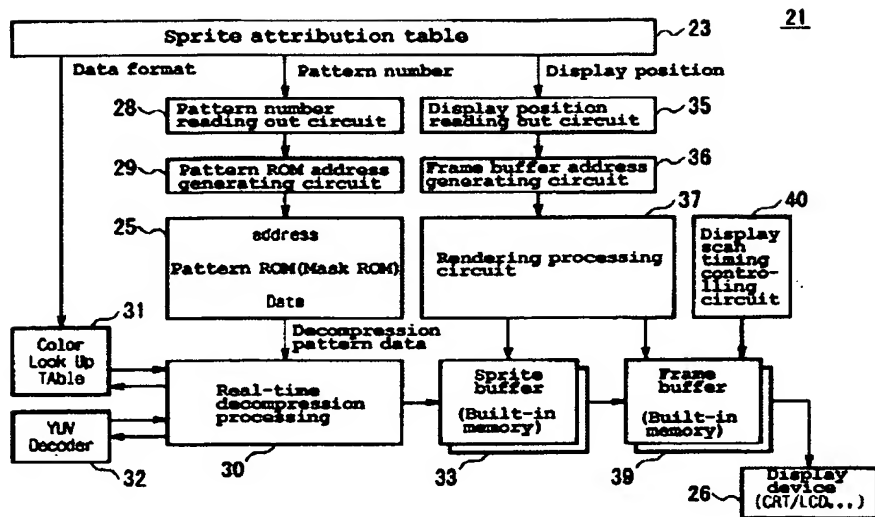 21
Sprite attribution table
23
Data format
Pattern number
Display position
28
Pattern number
reading out circuit
Display position
reading out circuit
35
29
Pattern ROM address
generating circuit
Frame buffer address
generating circuit
36
25
address
Pattern ROM(Mask ROM)
Data
37
Rendering processing
circuit
40
Display
scan
timing
contro-
lling
circuit
31
Color
Look Up
TAble
Decompression
pattern data
Real-time
decompression
processing
30
Sprite
buffer
(Built-in
memory)
33
Frame
buffer
(Built-in
memory)
39
YUV
Decoder
32
Display
device
(CRT/LCD...)
26